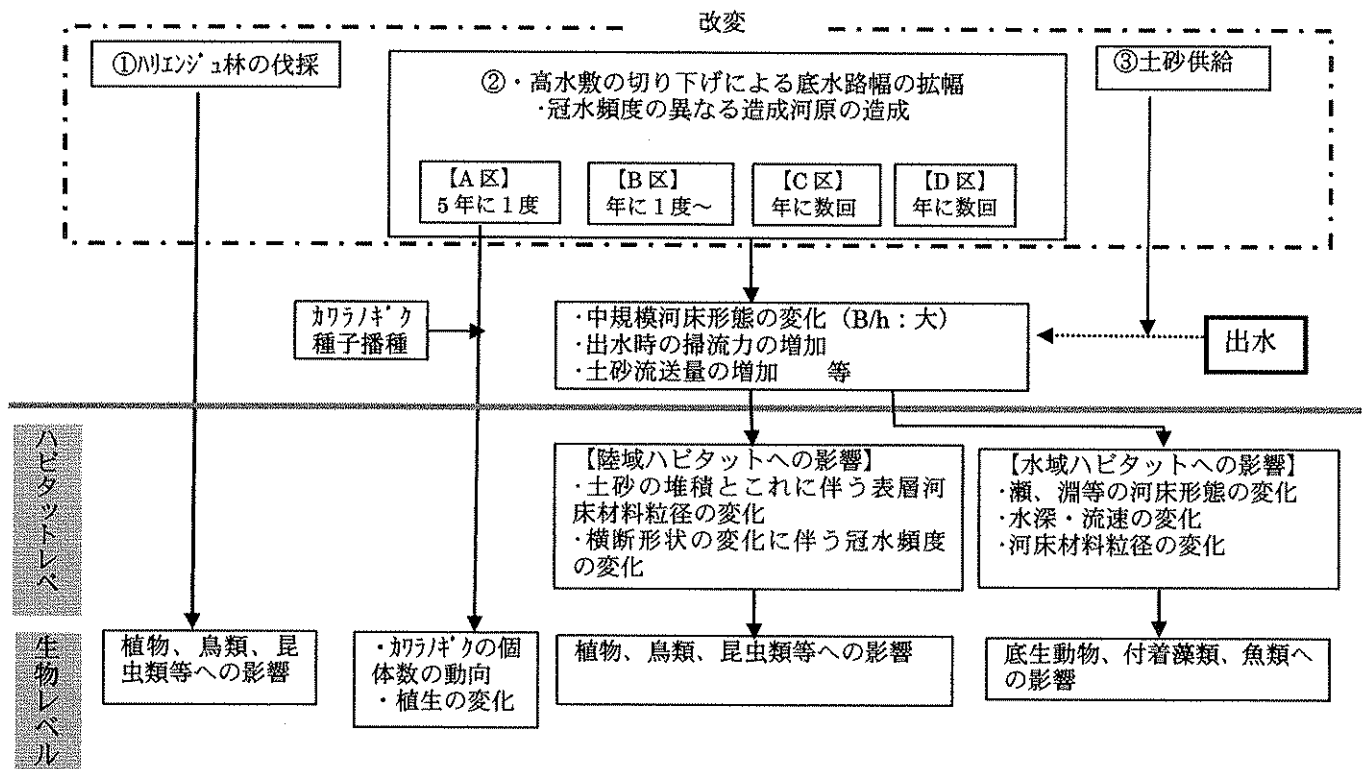 改変
①ﾊﾘｴﾝｼﾞｭ林の伐採
②・高水敷の切り下げによる底水路幅の拡幅
・冠水頻度の異なる造成河原の造成
【A区】
5年に1度
【B区】
年に1度～
【C区】
年に数回
【D区】
年に数回
③土砂供給
ｶﾜﾗﾉｷﾞｸ
種子播種
・中規模河床形態の変化（B/h：大）
・出水時の掃流力の増加
・土砂流送量の増加　　等
出水
ハビタットレベ
【陸域ハビタットへの影響】
・土砂の堆積とこれに伴う表層河
床材料粒径の変化
・横断形状の変化に伴う冠水頻度
の変化
【水域ハビタットへの影響】
・瀬、淵等の河床形態の変化
・水深・流速の変化
・河床材料粒径の変化
生物レベル
植物、鳥類、昆
虫類等への影響
・ｶﾜﾗﾉｷﾞｸの個
体数の動向
・植生の変化
植物、鳥類、昆虫類等への影響
底生動物、付着藻類、魚類へ
の影響